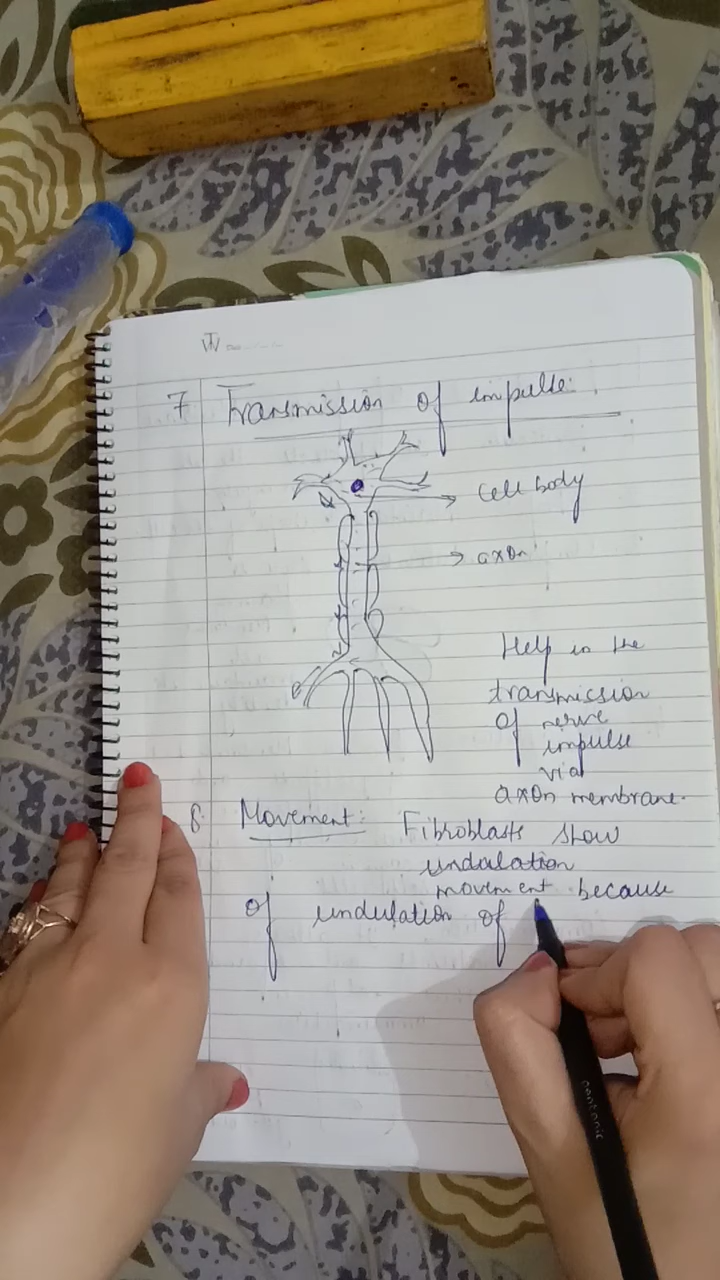 7 Transmission of impulse:
Cell body
axon
Help in the
transmission
of nerve
impulse
via
axon membrane.
8. Movement: Fibroblasts show
undulation
movement because
of undulation of
pentonic